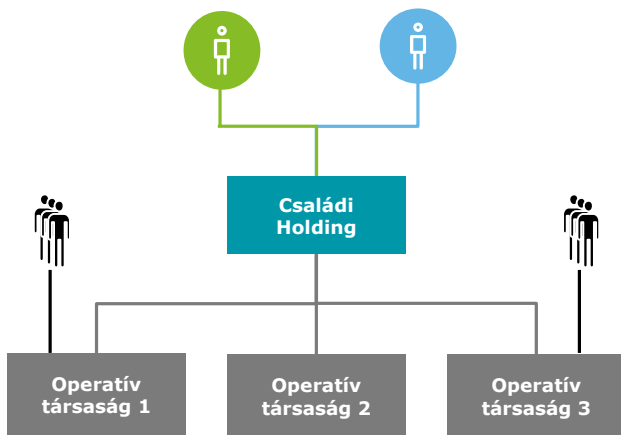 Családi
Holding
Operatív
társaság 1
Operatív
társaság 2
Operatív
társaság 3